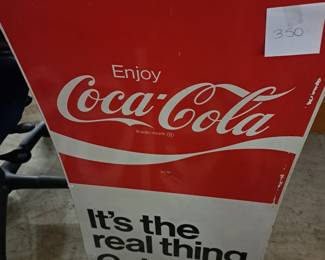 350
Enjoy
Coca-Cola
It's the
real thing